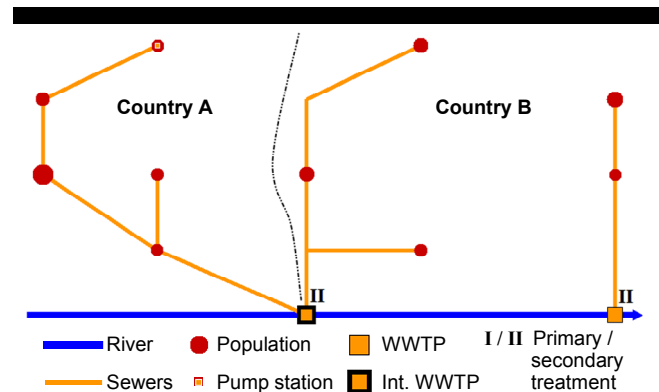 Country A
Country B
II
II
River
Population
WWTP
I / II Primary /
secondary
treatment
Sewers
Pump station
Int. WWTP